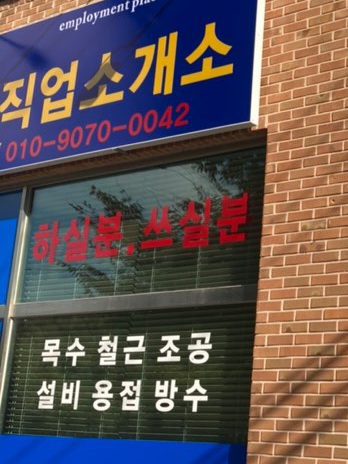 employment place
직업소개소
010-9070-0042
하실분.쓰실분
목수 철근 조공
설비 용접 방수